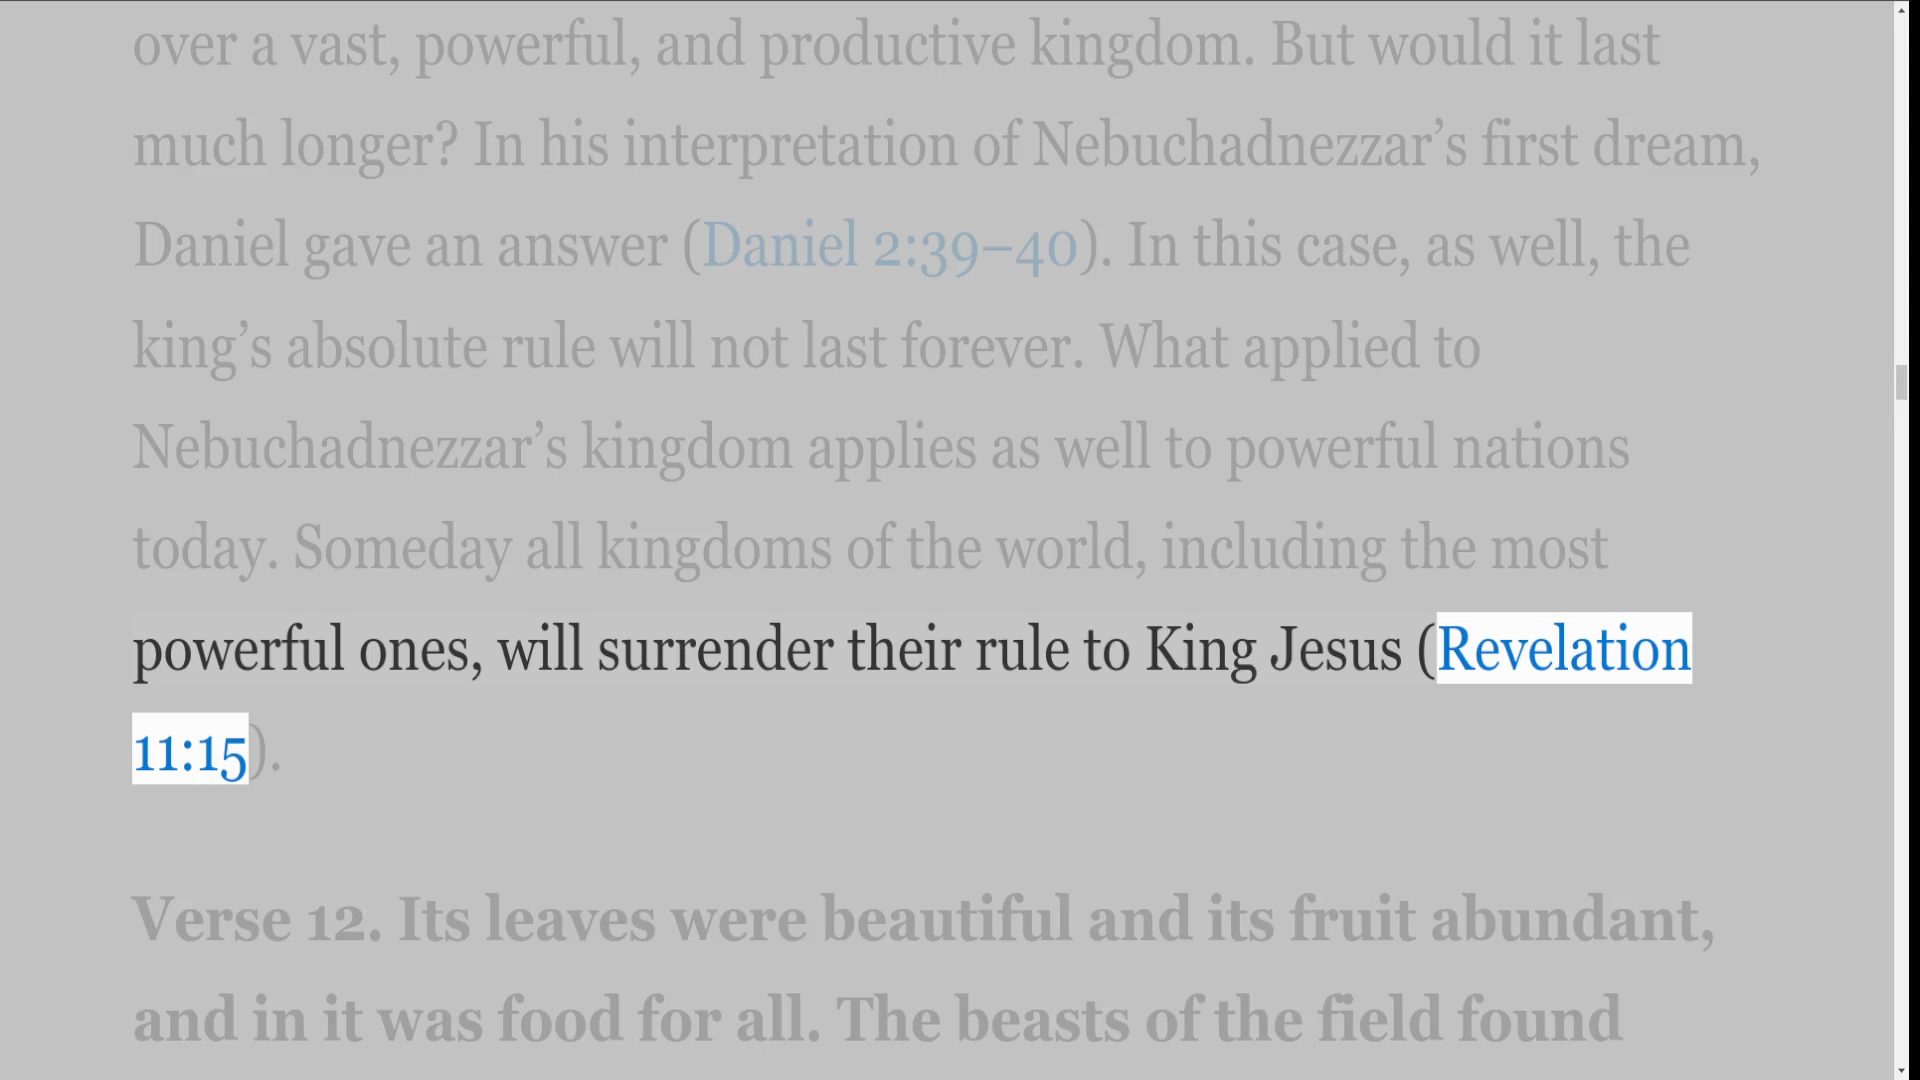 over a vast, powerful, and productive kingdom. But would it last
much longer? In his interpretation of Nebuchadnezzar’s first dream,
Daniel gave an answer (Daniel 2:39–40). In this case, as well, the
king’s absolute rule will not last forever. What applied to
Nebuchadnezzar’s kingdom applies as well to powerful nations
today. Someday all kingdoms of the world, including the most
powerful ones, will surrender their rule to King Jesus (Revelation
11:15).
Verse 12. Its leaves were beautiful and its fruit abundant,
and in it was food for all. The beasts of the field found